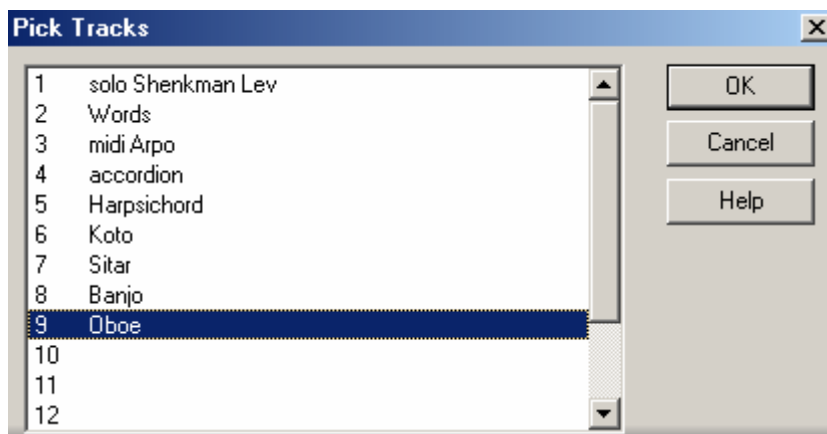 Pick Tracks
1 solo Shenkman Lev
2 Words
3 midi Arpo
4 accordion
5 Harpsichord
6 Koto
7 Sitar
8 Banjo
9 Oboe
10
11
12
OK
Cancel
Help